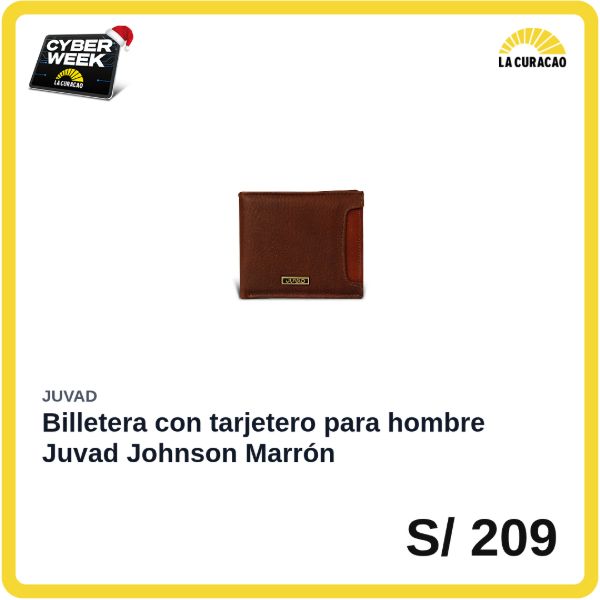 CYBER
WEEK
LA CURACAO
LA CURACAO
JUVAD
JUVAD
Billetera con tarjetero para hombre
Juvad Johnson Marrón
S/ 209